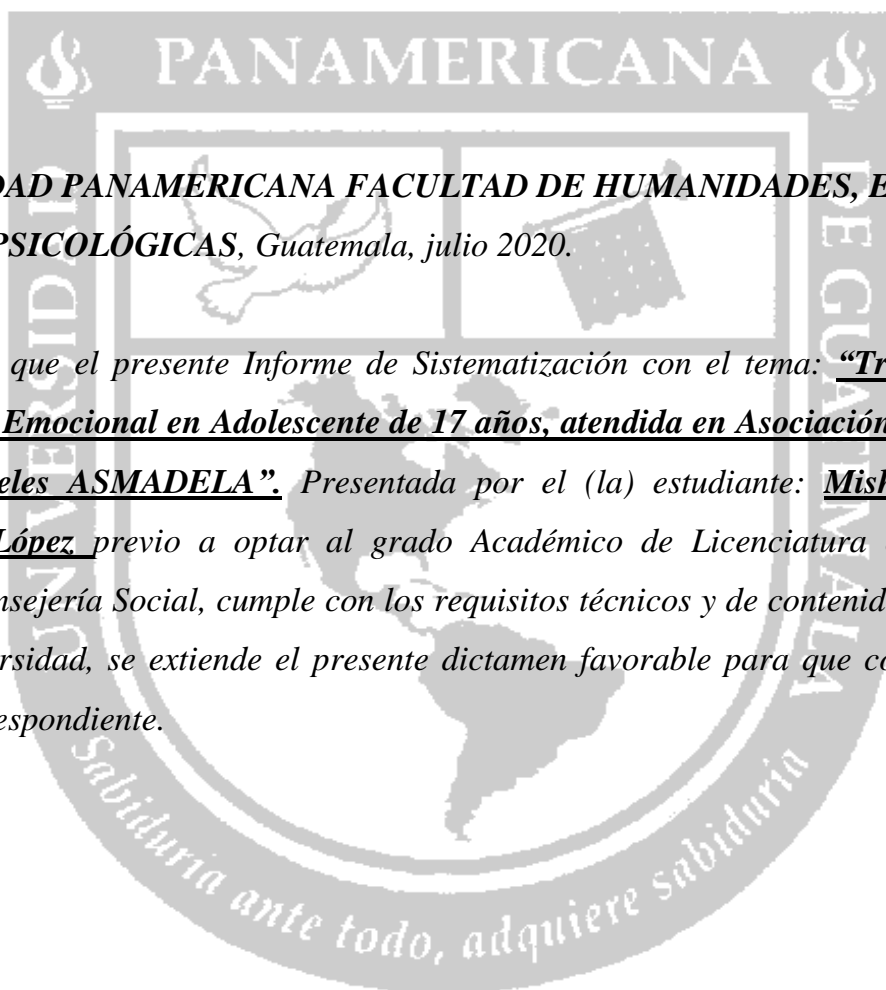 PANAMERICANA
UNIVERSIDAD
DE GUATEMALA
DAD PANAMERICANA FACULTAD DE HUMANIDADES, E
PSICOLÓGICAS, Guatemala, julio 2020.
que el presente Informe de Sistematización con el tema: “Tr
Emocional en Adolescente de 17 años, atendida en Asociación
eles ASMADELA”. Presentada por el (la) estudiante: Mish
López previo a optar al grado Académico de Licenciatura
nsejería Social, cumple con los requisitos técnicos y de contenid
rsidad, se extiende el presente dictamen favorable para que co
espondiente.
Sabiduría ante todo, adquiere sabiduría